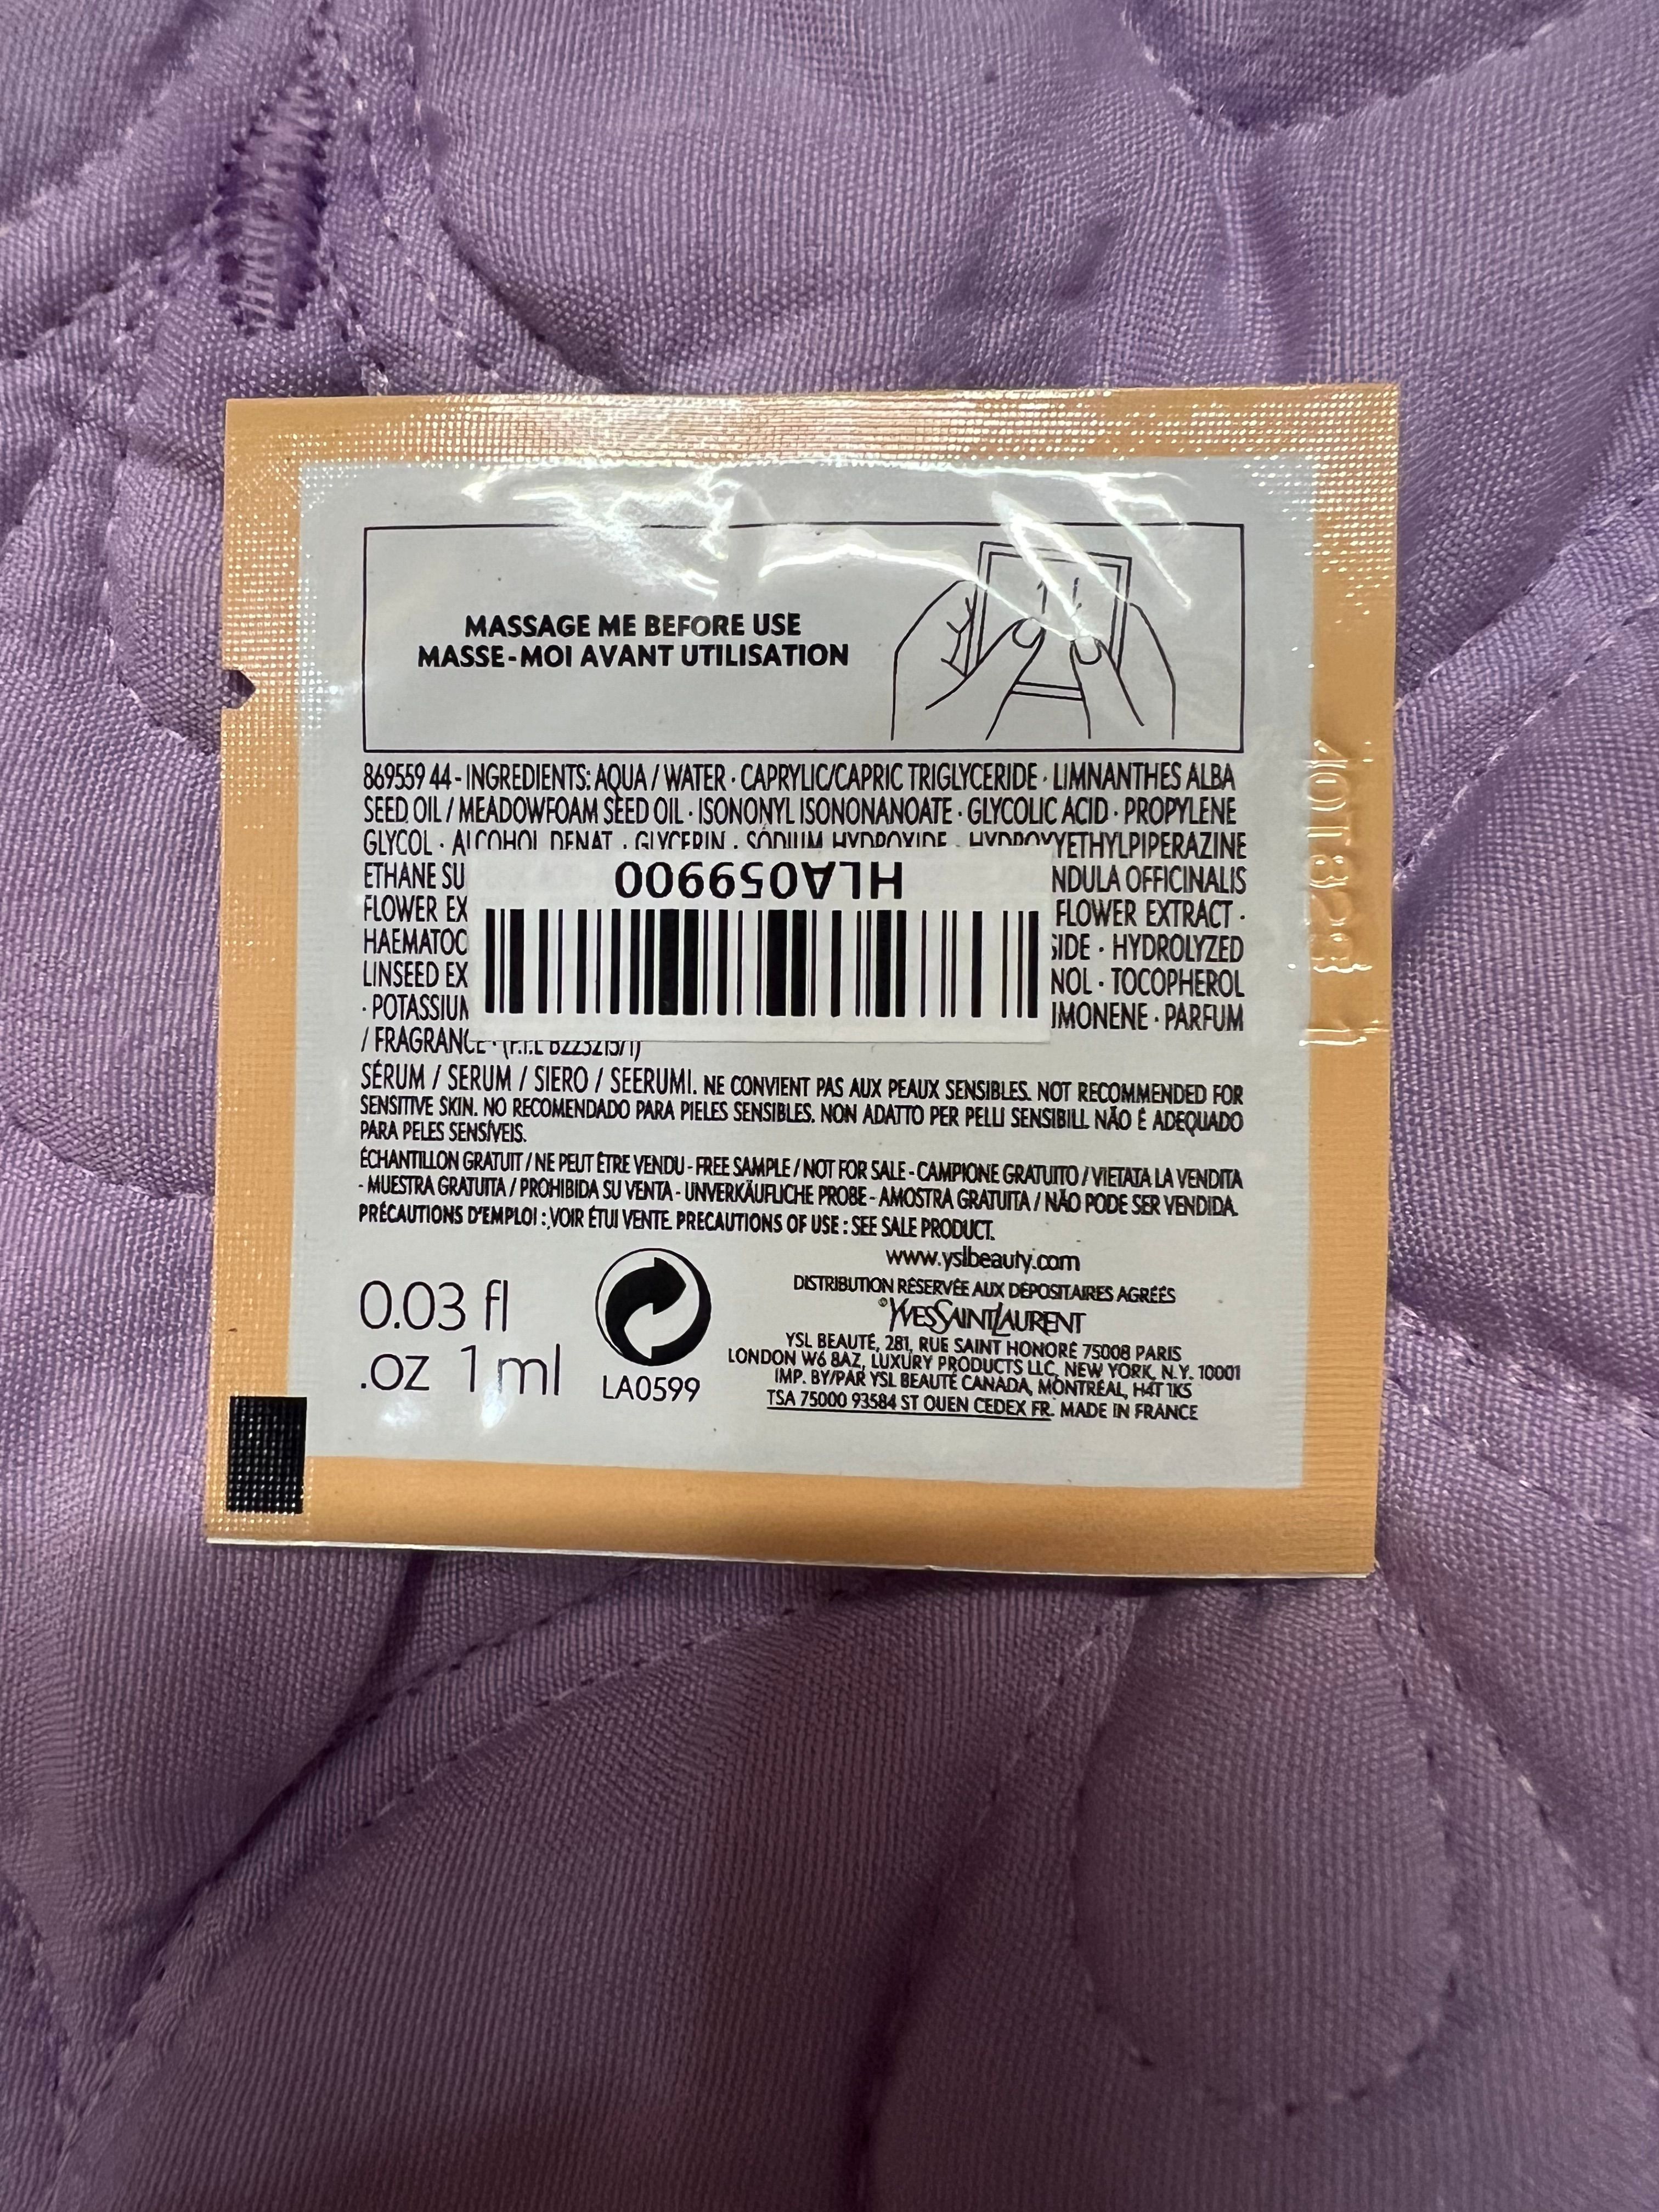 MASSAGE ME BEFORE USE
MASSE-MOI AVANT UTILISATION
869559 44 - INGREDIENTS: AQUA / WATER · CAPRYLIC/CAPRIC TRIGLYCERIDE · LIMNANTHES ALBA
SEED OIL / MEADOWFOAM SEED OIL · ISONONYL ISONONANOATE · GLYCOLIC ACID · PROPYLENE
GLYCOL · ALCOHOL DENAT · GLYCERIN · SODIUM HYDROXIDE · HYDROXYETHYLPIPERAZINE
ETHANE SU NDULA OFFICINALIS
FLOWER EX FLOWER EXTRACT ·
HAEMATOC SIDE · HYDROLYZED
LINSEED EX NOL · TOCOPHEROL
· POTASSIUM IMONENE · PARFUM
/ FRAGRANCE · (F.I.L B223215/1)
HLA059900
SÉRUM / SERUM / SIERO / SEERUMI. NE CONVIENT PAS AUX PEAUX SENSIBLES. NOT RECOMMENDED FOR
SENSITIVE SKIN. NO RECOMENDADO PARA PIELES SENSIBLES. NON ADATTO PER PELLI SENSIBILI. NÃO É ADEQUADO
PARA PELES SENSÍVEIS.
ÉCHANTILLON GRATUIT / NE PEUT ÊTRE VENDU - FREE SAMPLE / NOT FOR SALE - CAMPIONE GRATUITO / VIETATA LA VENDITA
- MUESTRA GRATUITA / PROHIBIDA SU VENTA - UNVERKÄUFLICHE PROBE - AMOSTRA GRATUITA / NÃO PODE SER VENDIDA.
PRÉCAUTIONS D'EMPLOI : VOIR ÉTUI VENTE. PRECAUTIONS OF USE : SEE SALE PRODUCT.
www.yslbeauty.com
DISTRIBUTION RÉSERVÉE AUX DÉPOSITAIRES AGRÉÉS
©YVESSAINTLAURENT
YSL BEAUTÉ, 281, RUE SAINT HONORÉ 75008 PARIS
LONDON W6 8AZ, LUXURY PRODUCTS LLC, NEW YORK, N.Y. 10001
IMP. BY/PAR YSL BEAUTÉ CANADA, MONTRÉAL, H4T 1K5
TSA 75000 93584 ST OUEN CEDEX FR. MADE IN FRANCE
0.03 fl
.oz 1 ml
LA0599